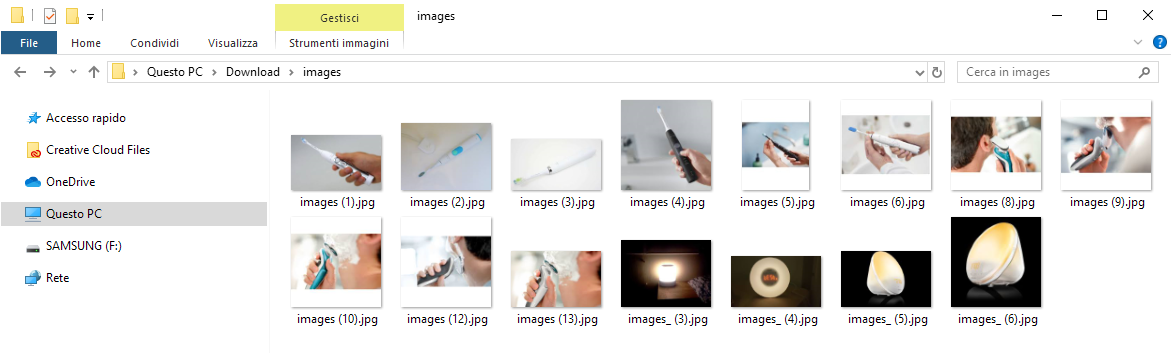 Gestisci
images
File
Home
Condividi
Visualizza
Strumenti immagini
Questo PC
Download
images
Cerca in images
Accesso rapido
Creative Cloud Files
OneDrive
Questo PC
SAMSUNG (F:)
Rete
images (1).jpg
images (2).jpg
images (3).jpg
images (4).jpg
images (5).jpg
images (6).jpg
images (8).jpg
images (9).jpg
images (10).jpg
images (12).jpg
images (13).jpg
images_ (3).jpg
images_ (4).jpg
images_ (5).jpg
images_ (6).jpg